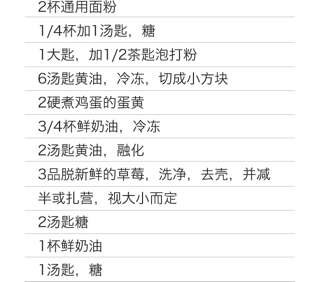 2杯通用面粉
1/4杯加1汤匙，糖
1大匙，加1/2茶匙泡打粉
6汤匙黄油，冷冻，切成小方块
2硬煮鸡蛋的蛋黄
3/4杯鲜奶油，冷冻
2汤匙黄油，融化
3品脱新鲜的草莓，洗净，去壳，并减
半或扎营，视大小而定
2汤匙糖
1杯鲜奶油
1汤匙，糖